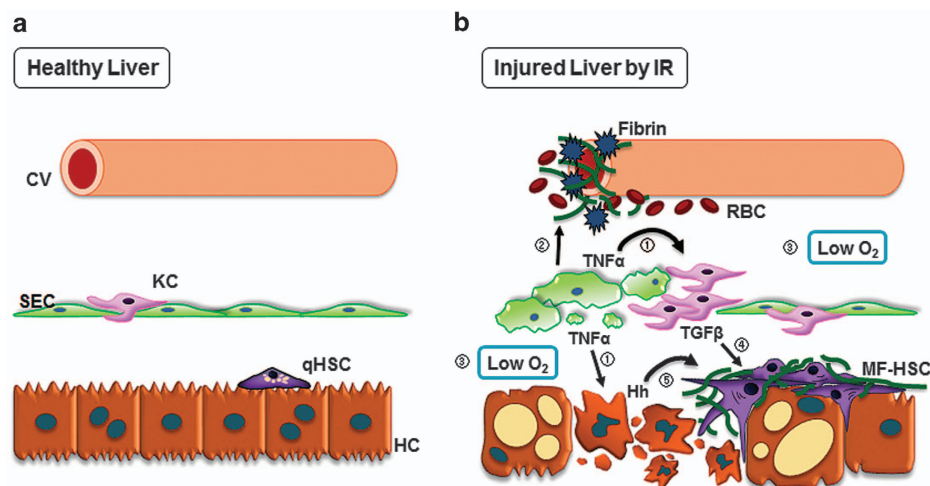 a
Healthy Liver
CV
KC
SEC
qHSC
HC
b
Injured Liver by IR
Fibrin
RBC
② TNFα ①
③ Low O₂
TNFα TGFβ
③ Low O₂ ① ④
Hh ⑤ MF-HSC